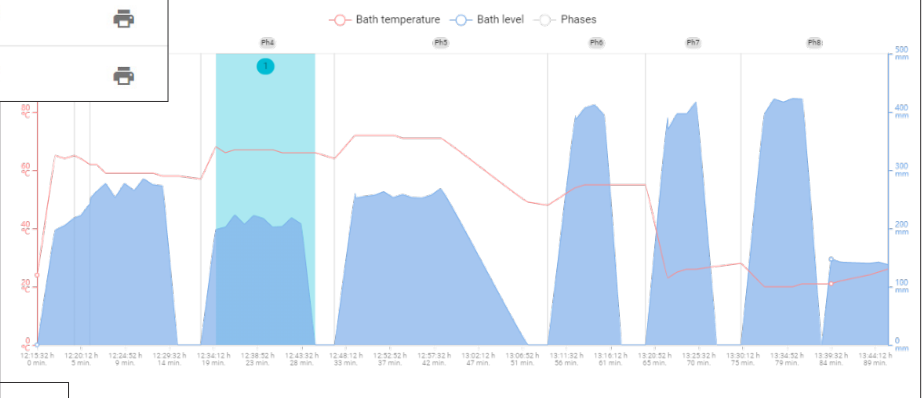 Bath temperature Bath level Phases
Ph4 Ph5 Ph6 Ph7 Ph8
1
80 °C
60 °C
40 °C
20 °C
0 °C
500 mm
400 mm
300 mm
200 mm
100 mm
0 mm
12:15:32 h 12:20:12 h 12:24:52 h 12:29:32 h 12:34:12 h 12:38:52 h 12:43:32 h 12:48:12 h 12:52:52 h 12:57:32 h 13:02:12 h 13:06:52 h 13:11:32 h 13:16:12 h 13:20:52 h 13:25:32 h 13:30:12 h 13:34:52 h 13:39:32 h 13:44:12 h
0 min. 5 min. 9 min. 14 min. 19 min. 23 min. 28 min. 33 min. 37 min. 42 min. 47 min. 51 min. 56 min. 61 min. 65 min. 70 min. 75 min. 79 min. 84 min. 89 min.